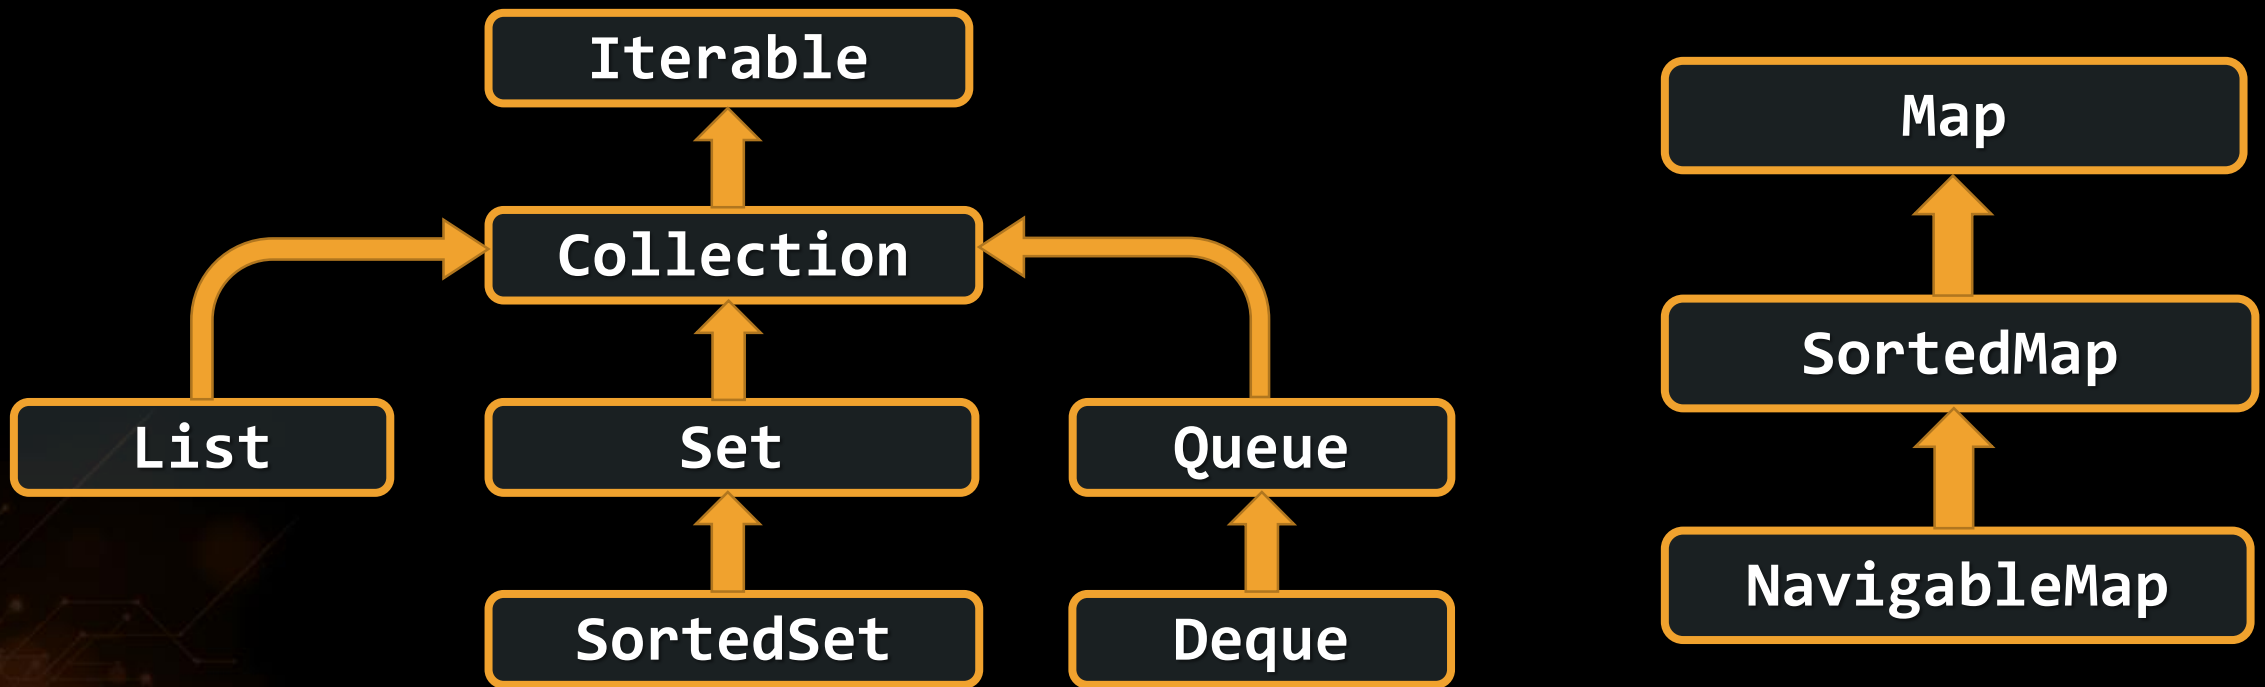 Iterable
Map
Collection
SortedMap
List
Set
Queue
NavigableMap
SortedSet
Deque